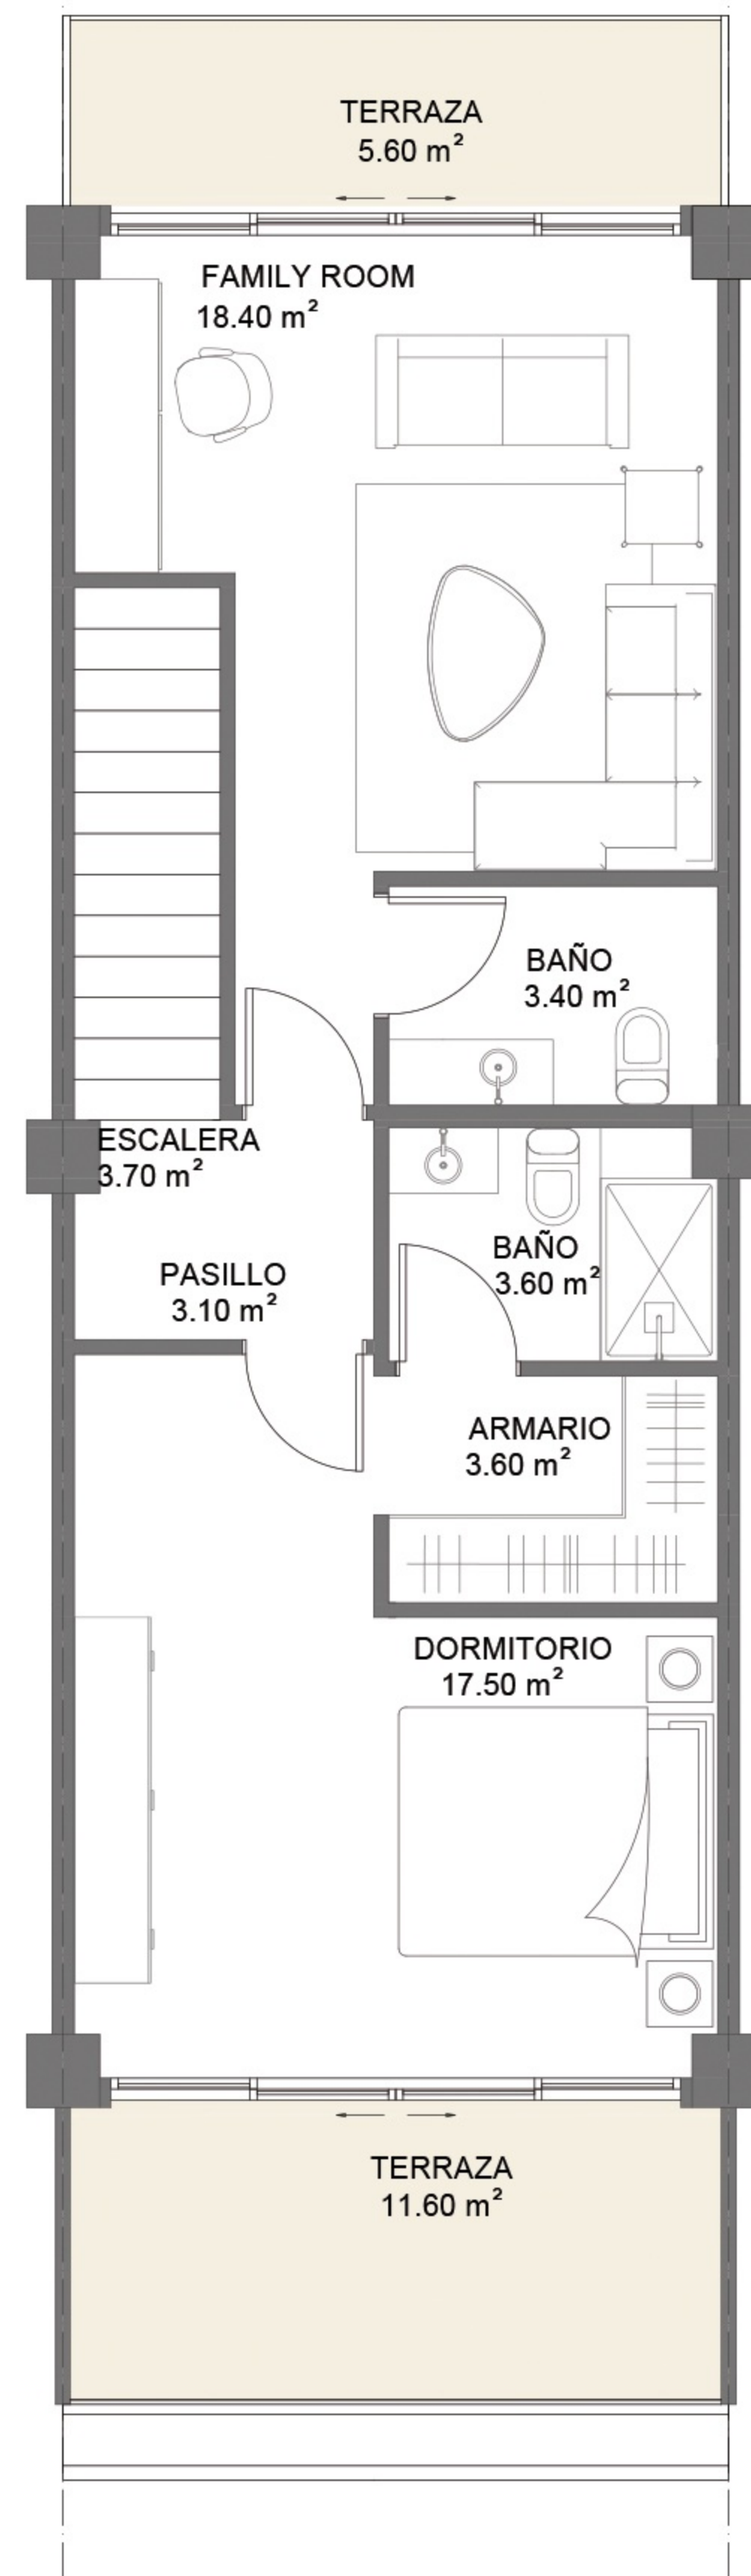 TERRAZA
5.60 m²
FAMILY ROOM
18.40 m²
BAÑO
3.40 m²
ESCALERA
3.70 m²
BAÑO
3.60 m²
PASILLO
3.10 m²
ARMARIO
3.60 m²
DORMITORIO
17.50 m²
TERRAZA
11.60 m²